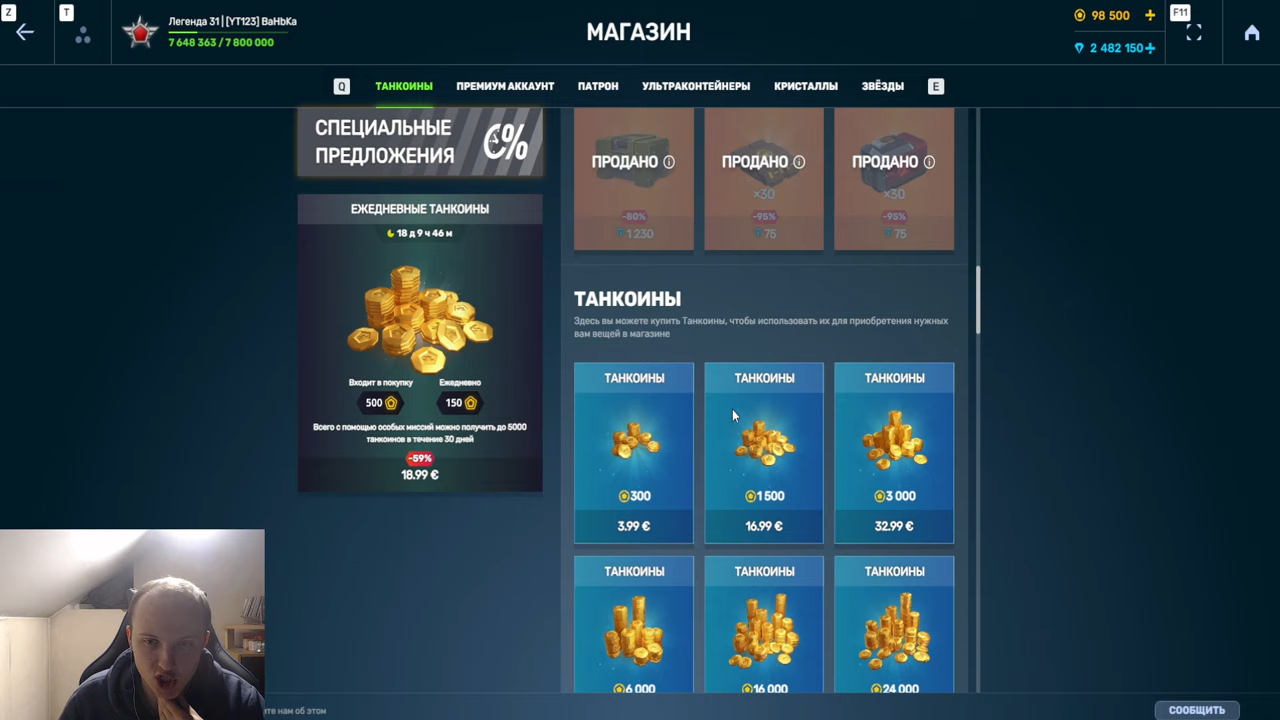 Z
T
Легенда 31 | [YT123] BaHbKa
7 648 363 / 7 800 000
МАГАЗИН
98 500
2 482 150
F11
Q
ТАНКОИНЫ
ПРЕМИУМ АККАУНТ
ПАТРОН
УЛЬТРАКОНТЕЙНЕРЫ
КРИСТАЛЛЫ
ЗВЁЗДЫ
E
СПЕЦИАЛЬНЫЕ
ПРЕДЛОЖЕНИЯ
%
ЕЖЕДНЕВНЫЕ ТАНКОИНЫ
18 д 9 ч 46 м
Входит в покупку
Ежедневно
500
150
Всего с помощью особых миссий можно получить до 5000
танкоинов в течение 30 дней
-59%
18.99 €
ПРОДАНО
-80%
1 230
ПРОДАНО
×30
-95%
75
ПРОДАНО
×30
-95%
75
ТАНКОИНЫ
Здесь вы можете купить Танкоины, чтобы использовать их для приобретения нужных
вам вещей в магазине
ТАНКОИНЫ
300
3.99 €
ТАНКОИНЫ
1 500
16.99 €
ТАНКОИНЫ
3 000
32.99 €
ТАНКОИНЫ
6 000
ТАНКОИНЫ
16 000
ТАНКОИНЫ
24 000
нам об этом
СООБЩИТЬ